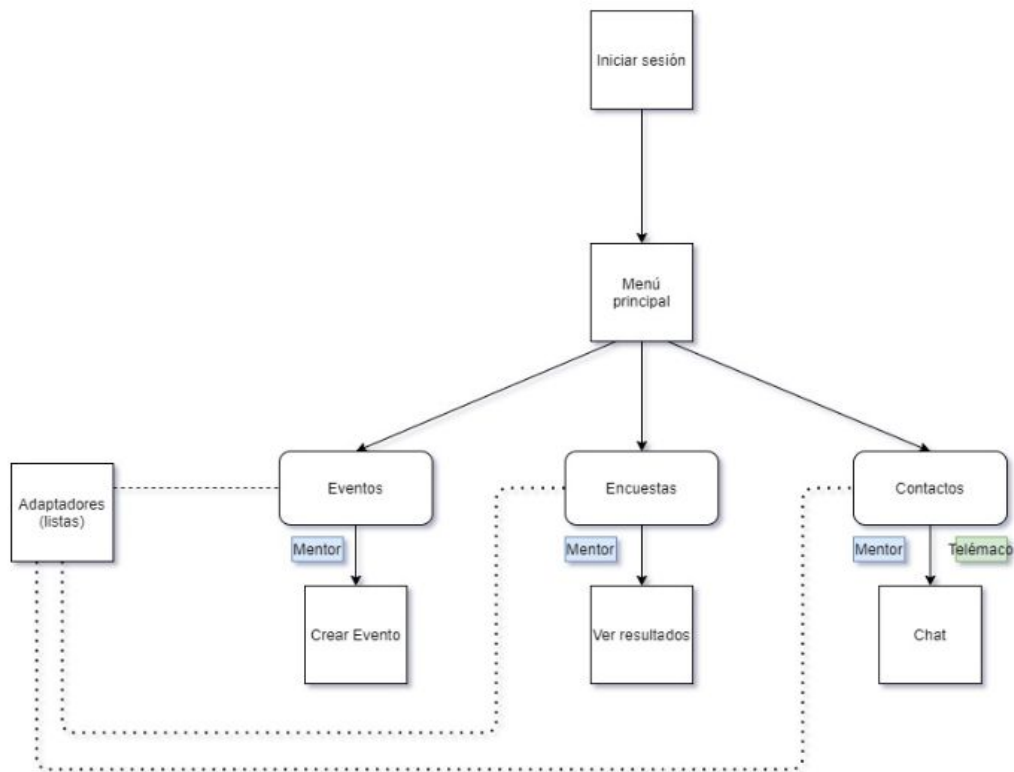 Iniciar sesión
Menú
principal
Adaptadores
(listas)
Eventos
Encuestas
Contactos
Mentor
Mentor
Mentor
Telémaco
Crear Evento
Ver resultados
Chat